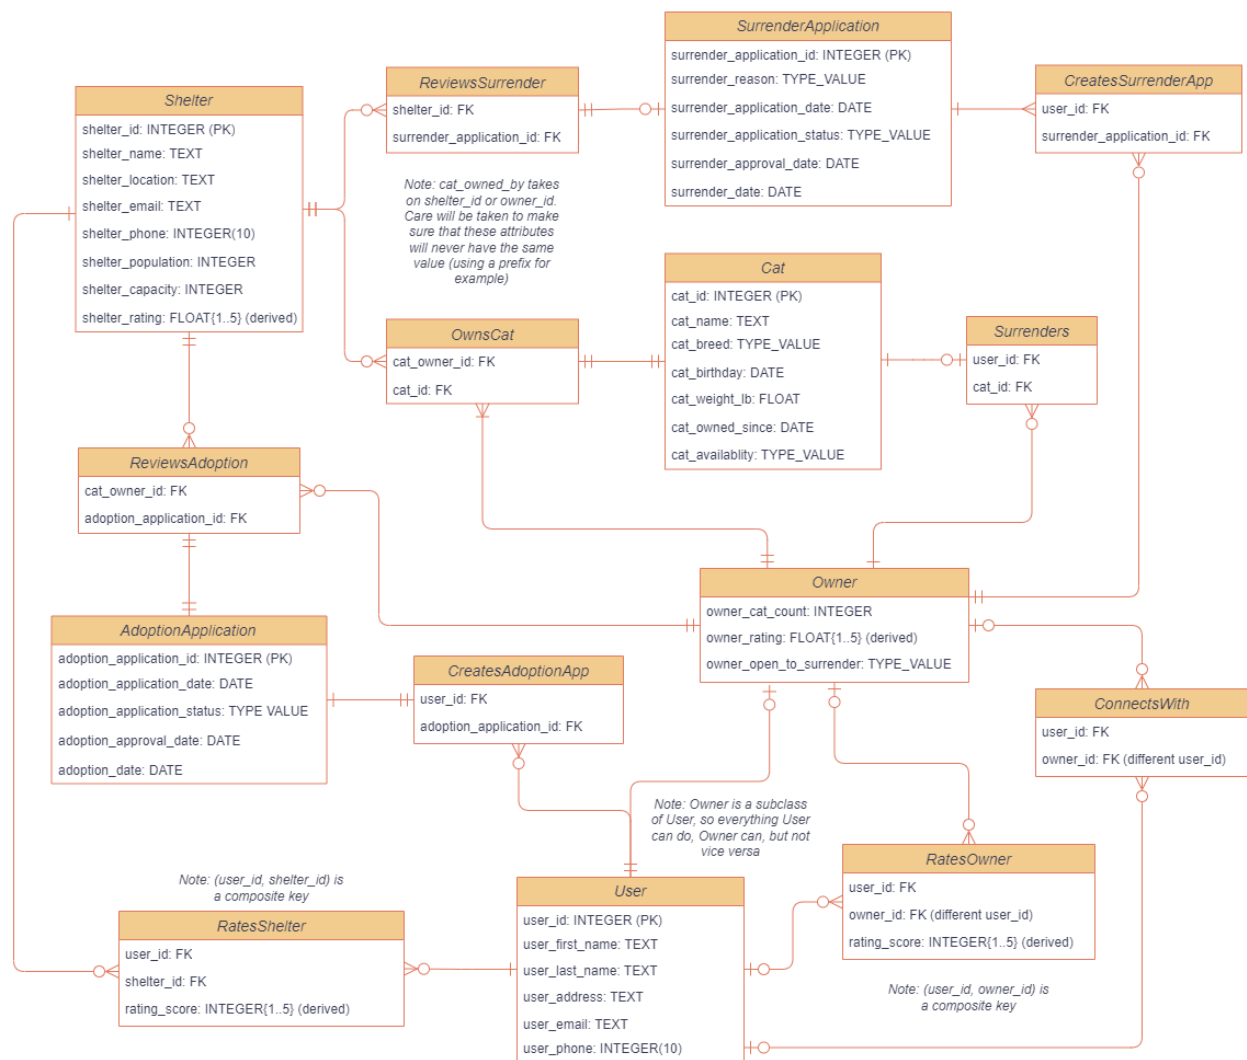 SurrenderApplication
surrender_application_id: INTEGER (PK)
surrender_reason: TYPE_VALUE
surrender_application_date: DATE
surrender_application_status: TYPE_VALUE
surrender_approval_date: DATE
surrender_date: DATE
ReviewsSurrender
shelter_id: FK
surrender_application_id: FK
CreatesSurrenderApp
user_id: FK
surrender_application_id: FK
Shelter
shelter_id: INTEGER (PK)
shelter_name: TEXT
shelter_location: TEXT
shelter_email: TEXT
shelter_phone: INTEGER(10)
shelter_population: INTEGER
shelter_capacity: INTEGER
shelter_rating: FLOAT{1..5} (derived)
Note: cat_owned_by takes
on shelter_id or owner_id.
Care will be taken to make
sure that these attributes
will never have the same
value (using a prefix for
example)
Cat
cat_id: INTEGER (PK)
cat_name: TEXT
cat_breed: TYPE_VALUE
cat_birthday: DATE
cat_weight_lb: FLOAT
cat_owned_since: DATE
cat_availablity: TYPE_VALUE
OwnsCat
cat_owner_id: FK
cat_id: FK
Surrenders
user_id: FK
cat_id: FK
ReviewsAdoption
cat_owner_id: FK
adoption_application_id: FK
Owner
owner_cat_count: INTEGER
owner_rating: FLOAT{1..5} (derived)
owner_open_to_surrender: TYPE_VALUE
AdoptionApplication
adoption_application_id: INTEGER (PK)
adoption_application_date: DATE
adoption_application_status: TYPE VALUE
adoption_approval_date: DATE
adoption_date: DATE
CreatesAdoptionApp
user_id: FK
adoption_application_id: FK
ConnectsWith
user_id: FK
owner_id: FK (different user_id)
Note: Owner is a subclass
of User, so everything User
can do, Owner can, but not
vice versa
RatesOwner
user_id: FK
owner_id: FK (different user_id)
rating_score: INTEGER{1..5} (derived)
Note: (user_id, shelter_id) is
a composite key
User
user_id: INTEGER (PK)
user_first_name: TEXT
user_last_name: TEXT
user_address: TEXT
user_email: TEXT
user_phone: INTEGER(10)
RatesShelter
user_id: FK
shelter_id: FK
rating_score: INTEGER{1..5} (derived)
Note: (user_id, owner_id) is
a composite key